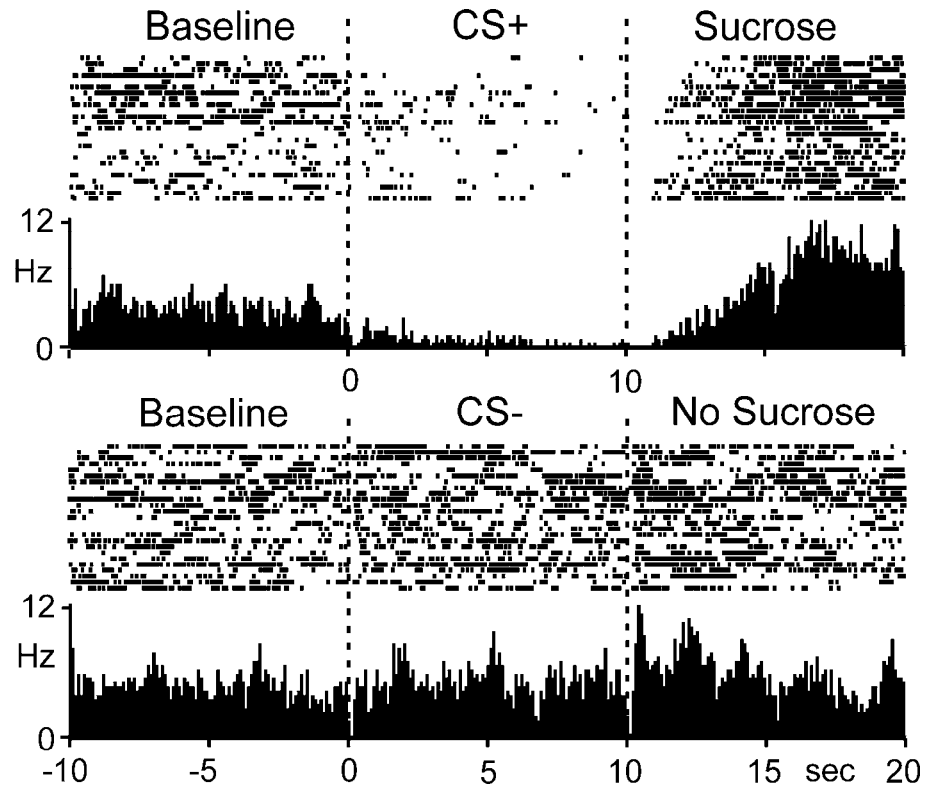 Baseline CS+ Sucrose
12
Hz
0
0 10
Baseline CS- No Sucrose
12
Hz
0
-10 -5 0 5 10 15 sec 20